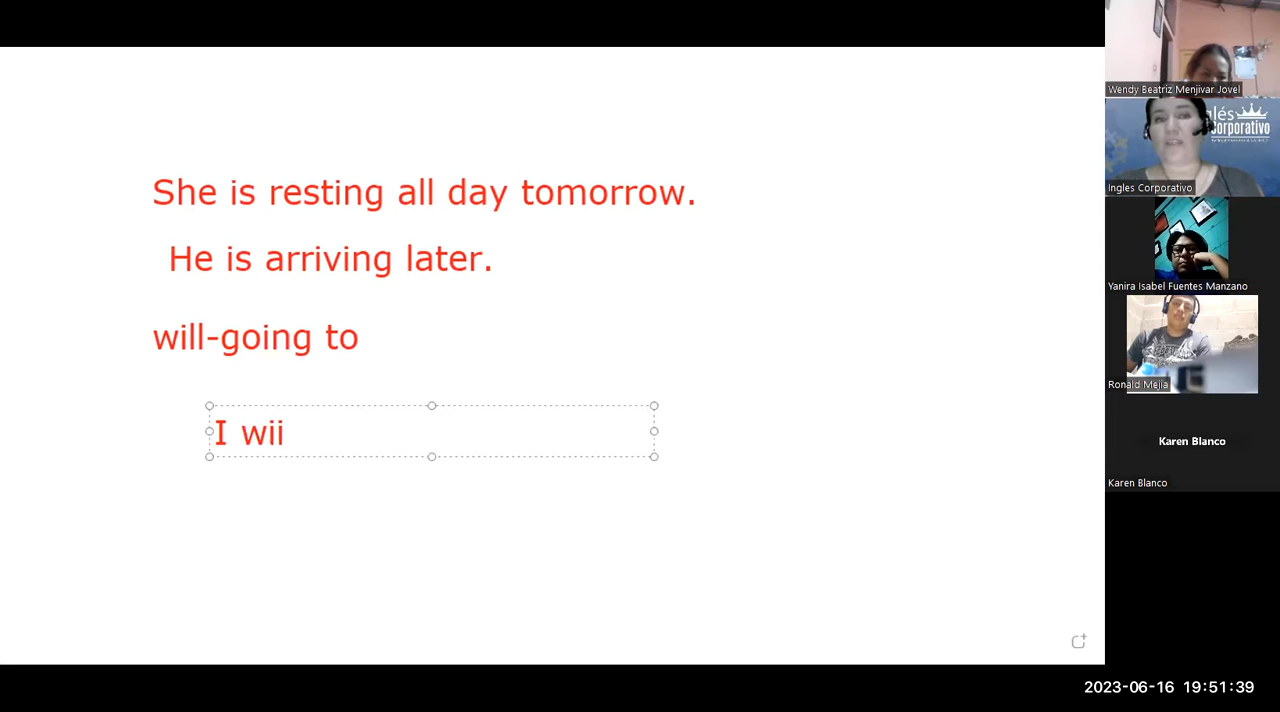 She is resting all day tomorrow.
He is arriving later.
will-going to
I wii
Wendy Beatriz Menjivar Jovel
glés
Corporativo
Ingles Corporativo
Yanira Isabel Fuentes Manzano
Ronald Mejia
Karen Blanco
Karen Blanco
2023-06-16 19:51:39